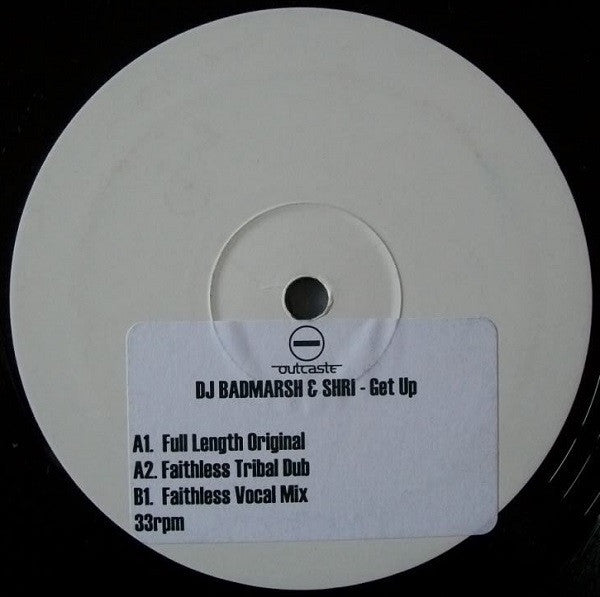 outcaste
DJ BADMARSH & SHRI - Get Up
A1. Full Length Original
A2. Faithless Tribal Dub
B1. Faithless Vocal Mix
33rpm